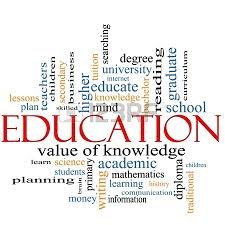 searching
degree
tuition
university
internet
teachers
children
secondary
business
higher
educate
bachelor
reading
graduate
curriculum
lessons
plan
skilled
knowledge
mind
school
EDUCATION
value of knowledge
learn
science
primary
academic
children
students
mathematics
planning
brain
writing
learning
history
diploma
traditional
money
communication
information